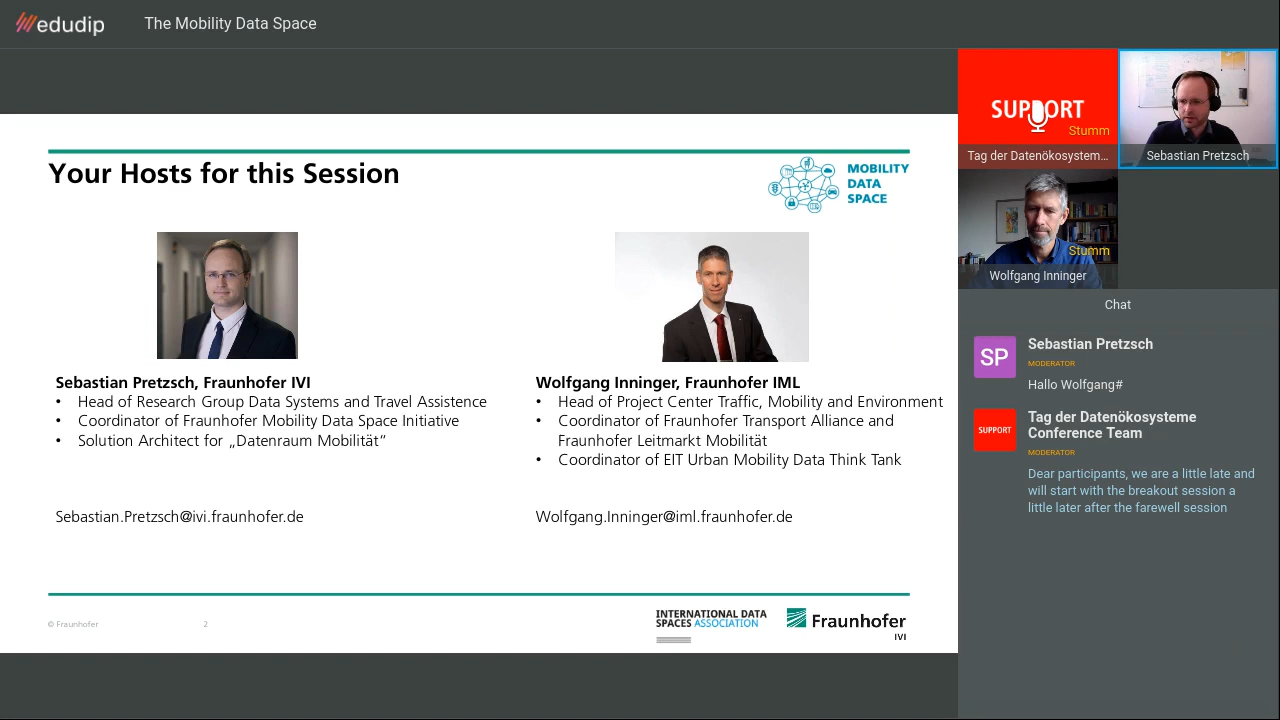 edudip
The Mobility Data Space
Your Hosts for this Session
MOBILITY
DATA
SPACE
Sebastian Pretzsch, Fraunhofer IVI
• Head of Research Group Data Systems and Travel Assistence
• Coordinator of Fraunhofer Mobility Data Space Initiative
• Solution Architect for „Datenraum Mobilität“
Sebastian.Pretzsch@ivi.fraunhofer.de
Wolfgang Inninger, Fraunhofer IML
• Head of Project Center Traffic, Mobility and Environment
• Coordinator of Fraunhofer Transport Alliance and
Fraunhofer Leitmarkt Mobilität
• Coordinator of EIT Urban Mobility Data Think Tank
Wolfgang.Inninger@iml.fraunhofer.de
© Fraunhofer
2
INTERNATIONAL DATA
SPACES ASSOCIATION
Fraunhofer
IVI
SUPPORT
Stumm
Tag der Datenökosystem...
Sebastian Pretzsch
Stumm
Wolfgang Inninger
Chat
SP
Sebastian Pretzsch
MODERATOR
Hallo Wolfgang#
SUPPORT
Tag der Datenökosysteme
Conference Team
MODERATOR
Dear participants, we are a little late and
will start with the breakout session a
little later after the farewell session